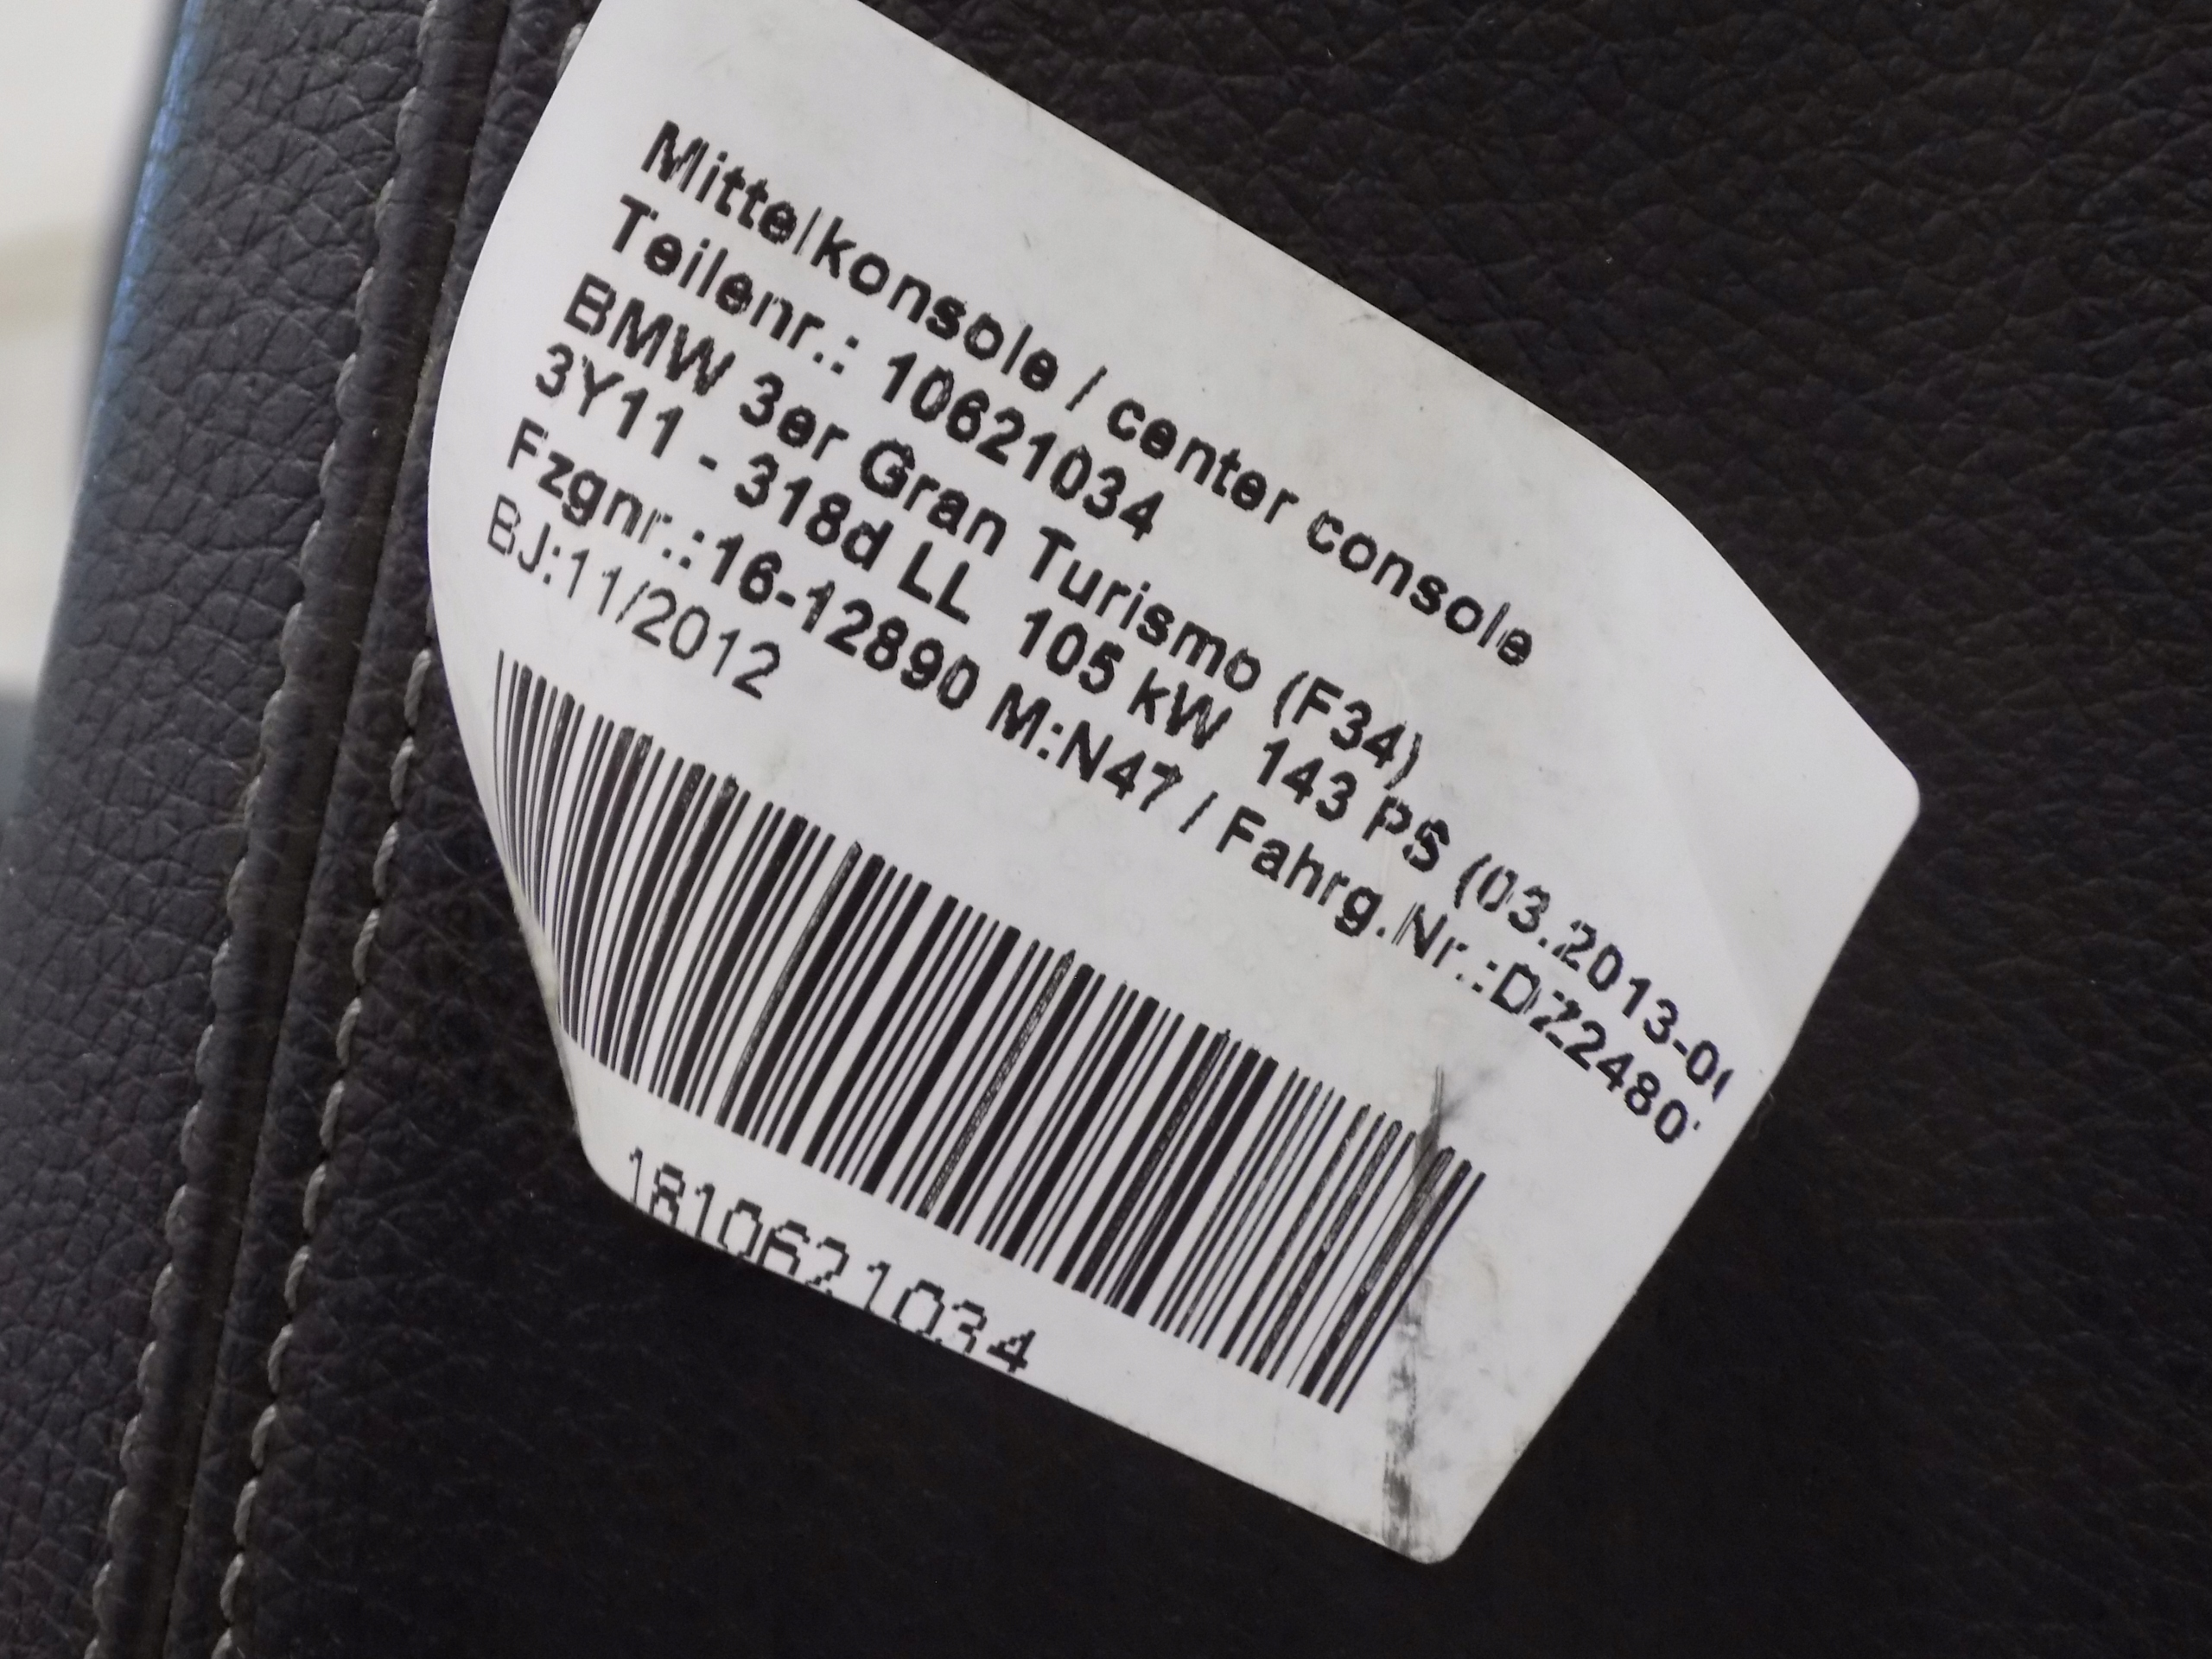 Mittelkonsole / center console
Teilenr.: 10621034
BMW 3er Gran Turismo (F34)
3Y11 - 318d LL 105 kW 143 PS (03.2013-0
Fzgnr.:16-12890 M:N47 / Fahrg.Nr.:DZ2480
BJ:11/2012
1810621034